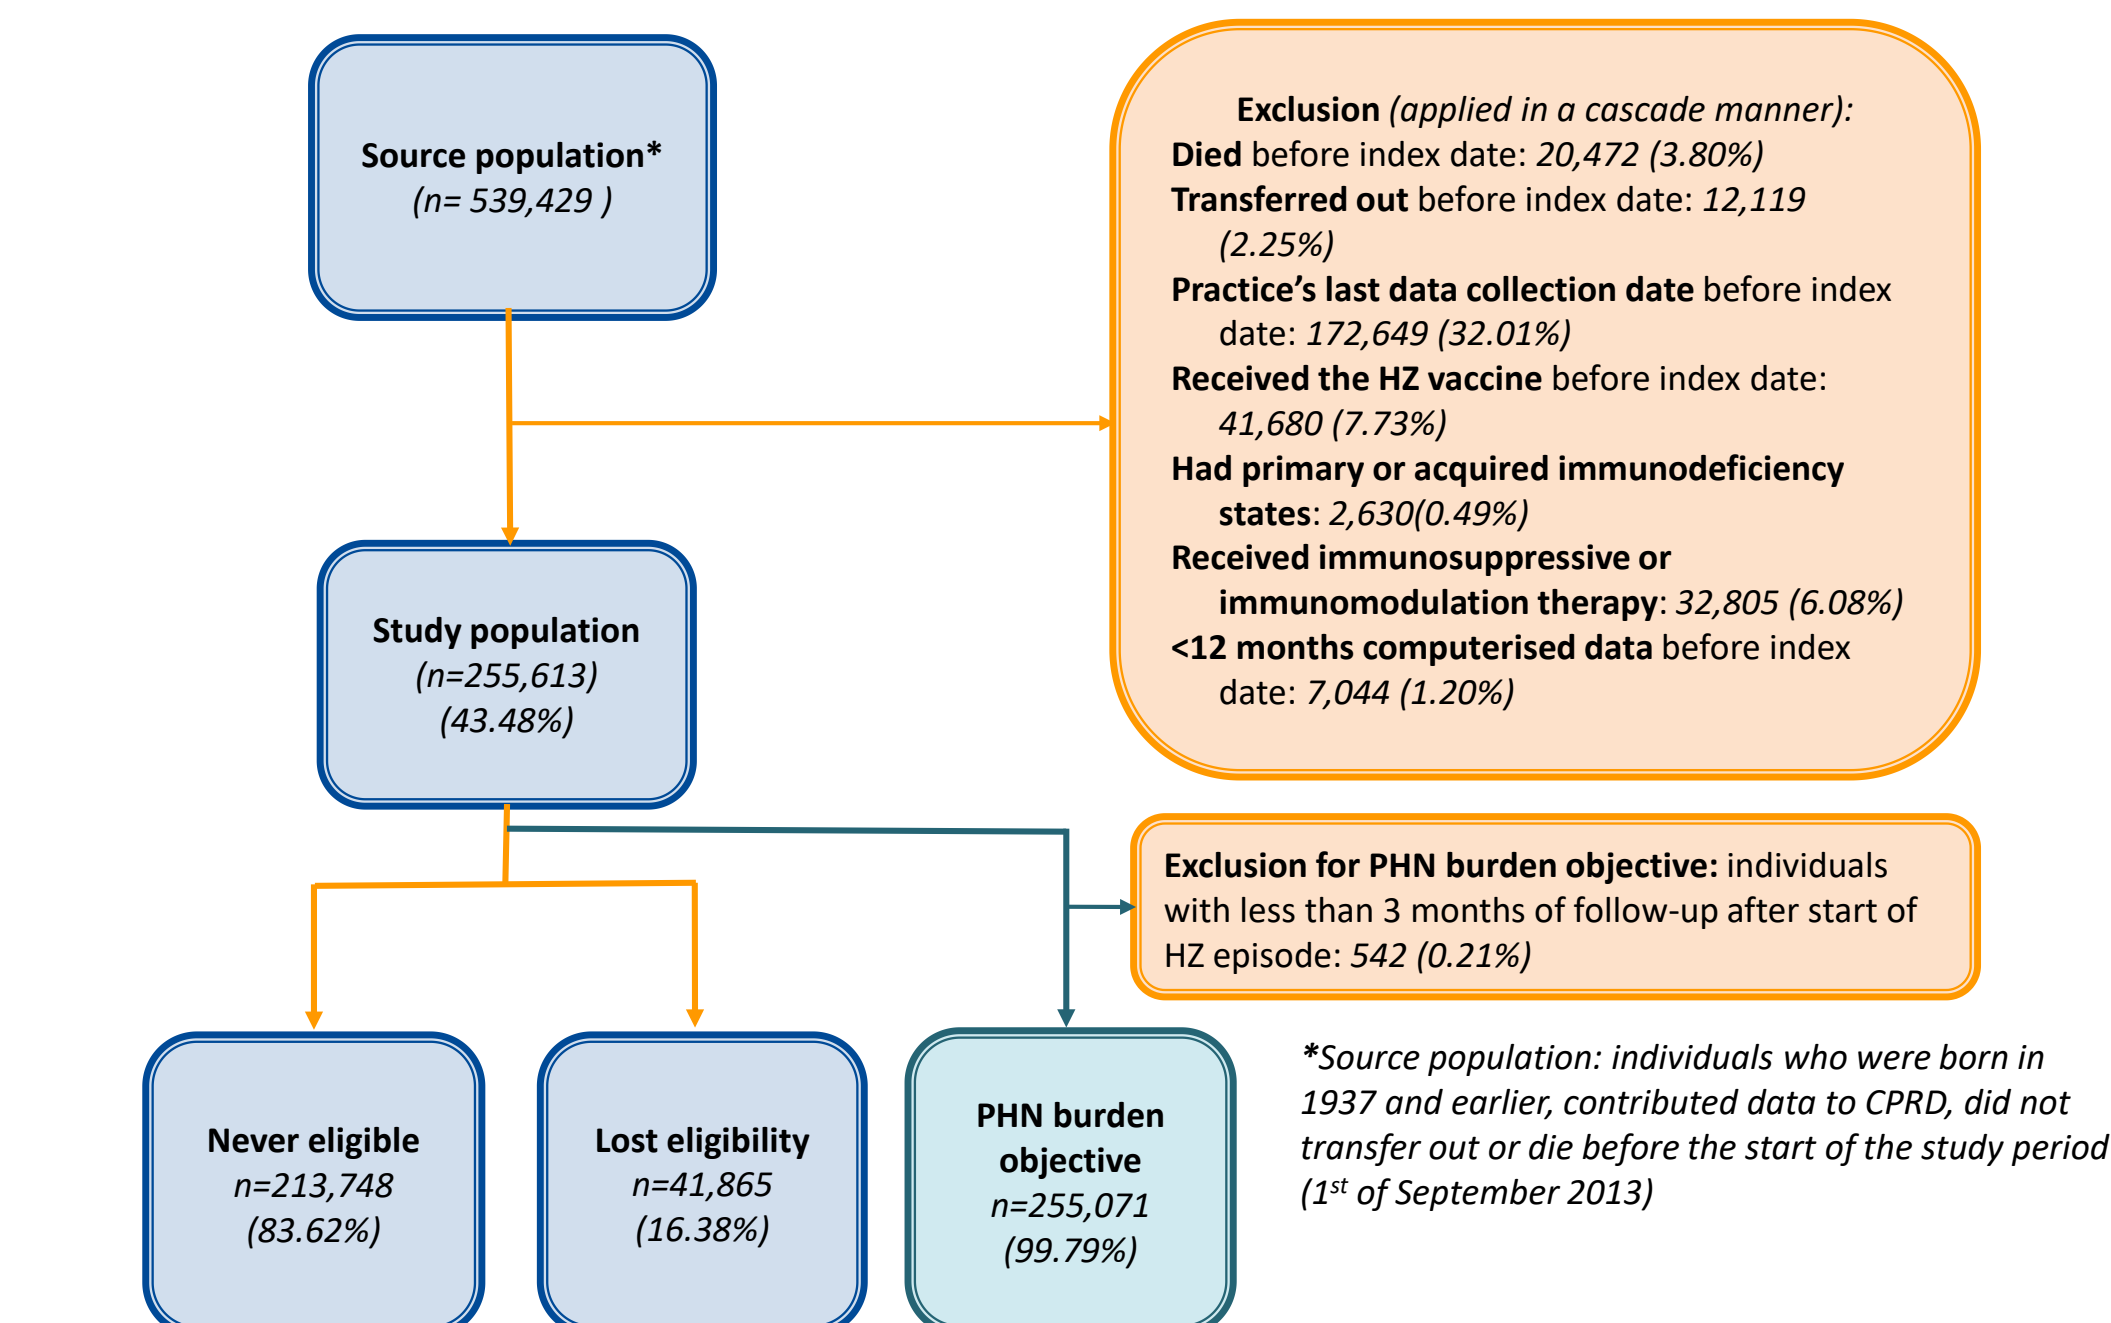 Source population*
(n= 539,429 )
Exclusion (applied in a cascade manner):
Died before index date: 20,472 (3.80%)
Transferred out before index date: 12,119
(2.25%)
Practice’s last data collection date before index
date: 172,649 (32.01%)
Received the HZ vaccine before index date:
41,680 (7.73%)
Had primary or acquired immunodeficiency
states: 2,630(0.49%)
Received immunosuppressive or
immunomodulation therapy: 32,805 (6.08%)
<12 months computerised data before index
date: 7,044 (1.20%)
Study population
(n=255,613)
(43.48%)
Exclusion for PHN burden objective: individuals
with less than 3 months of follow-up after start of
HZ episode: 542 (0.21%)
Never eligible
n=213,748
(83.62%)
Lost eligibility
n=41,865
(16.38%)
PHN burden
objective
n=255,071
(99.79%)
*Source population: individuals who were born in
1937 and earlier, contributed data to CPRD, did not
transfer out or die before the start of the study period
(1st of September 2013)